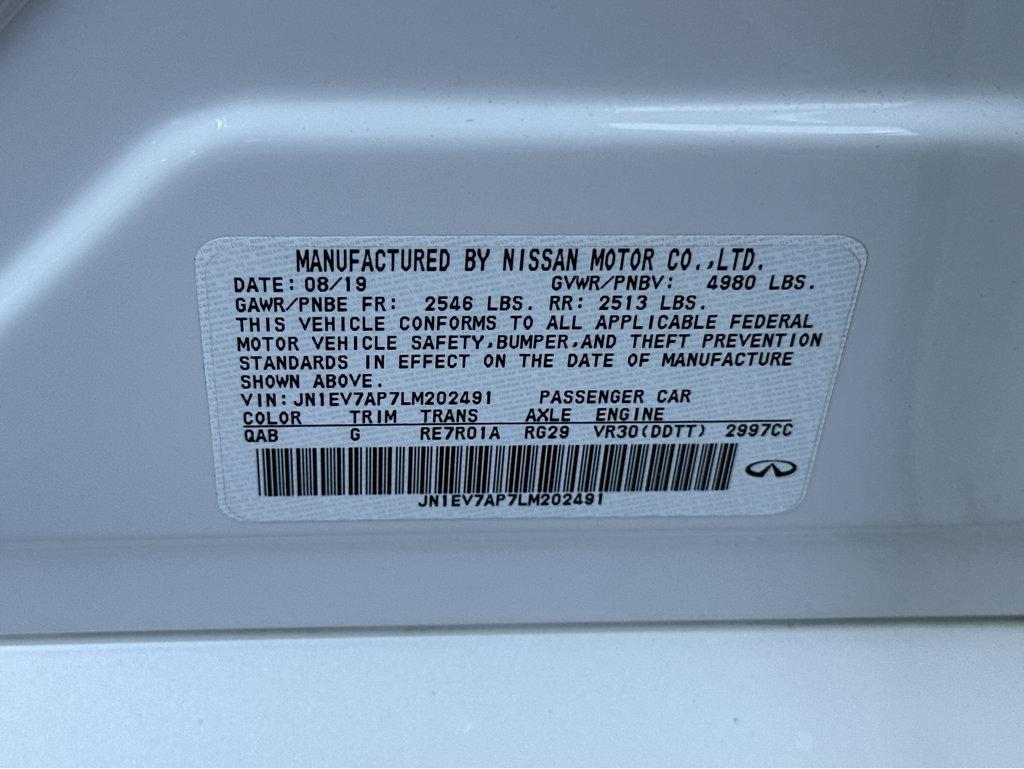 MANUFACTURED BY NISSAN MOTOR CO.,LTD.
DATE: 08/19 GVWR/PNBV: 4980 LBS.
GAWR/PNBE FR: 2546 LBS. RR: 2513 LBS.
THIS VEHICLE CONFORMS TO ALL APPLICABLE FEDERAL
MOTOR VEHICLE SAFETY,BUMPER,AND THEFT PREVENTION
STANDARDS IN EFFECT ON THE DATE OF MANUFACTURE
SHOWN ABOVE.
VIN:JN1EV7AP7LM202491 PASSENGER CAR
COLOR TRIM TRANS AXLE ENGINE
QAB G RE7R01A RG29 VR30(DDTT) 2997CC
JN1EV7AP7LM202491